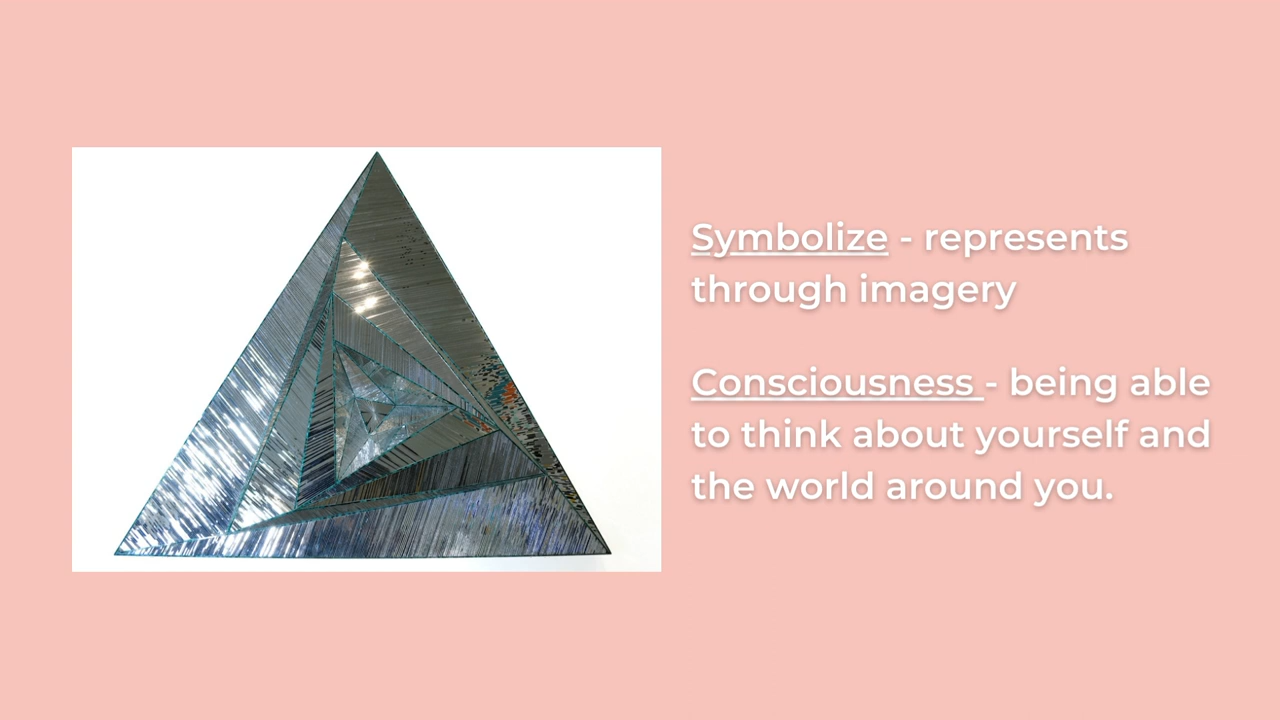 Symbolize - represents
through imagery
Consciousness - being able
to think about yourself and
the world around you.